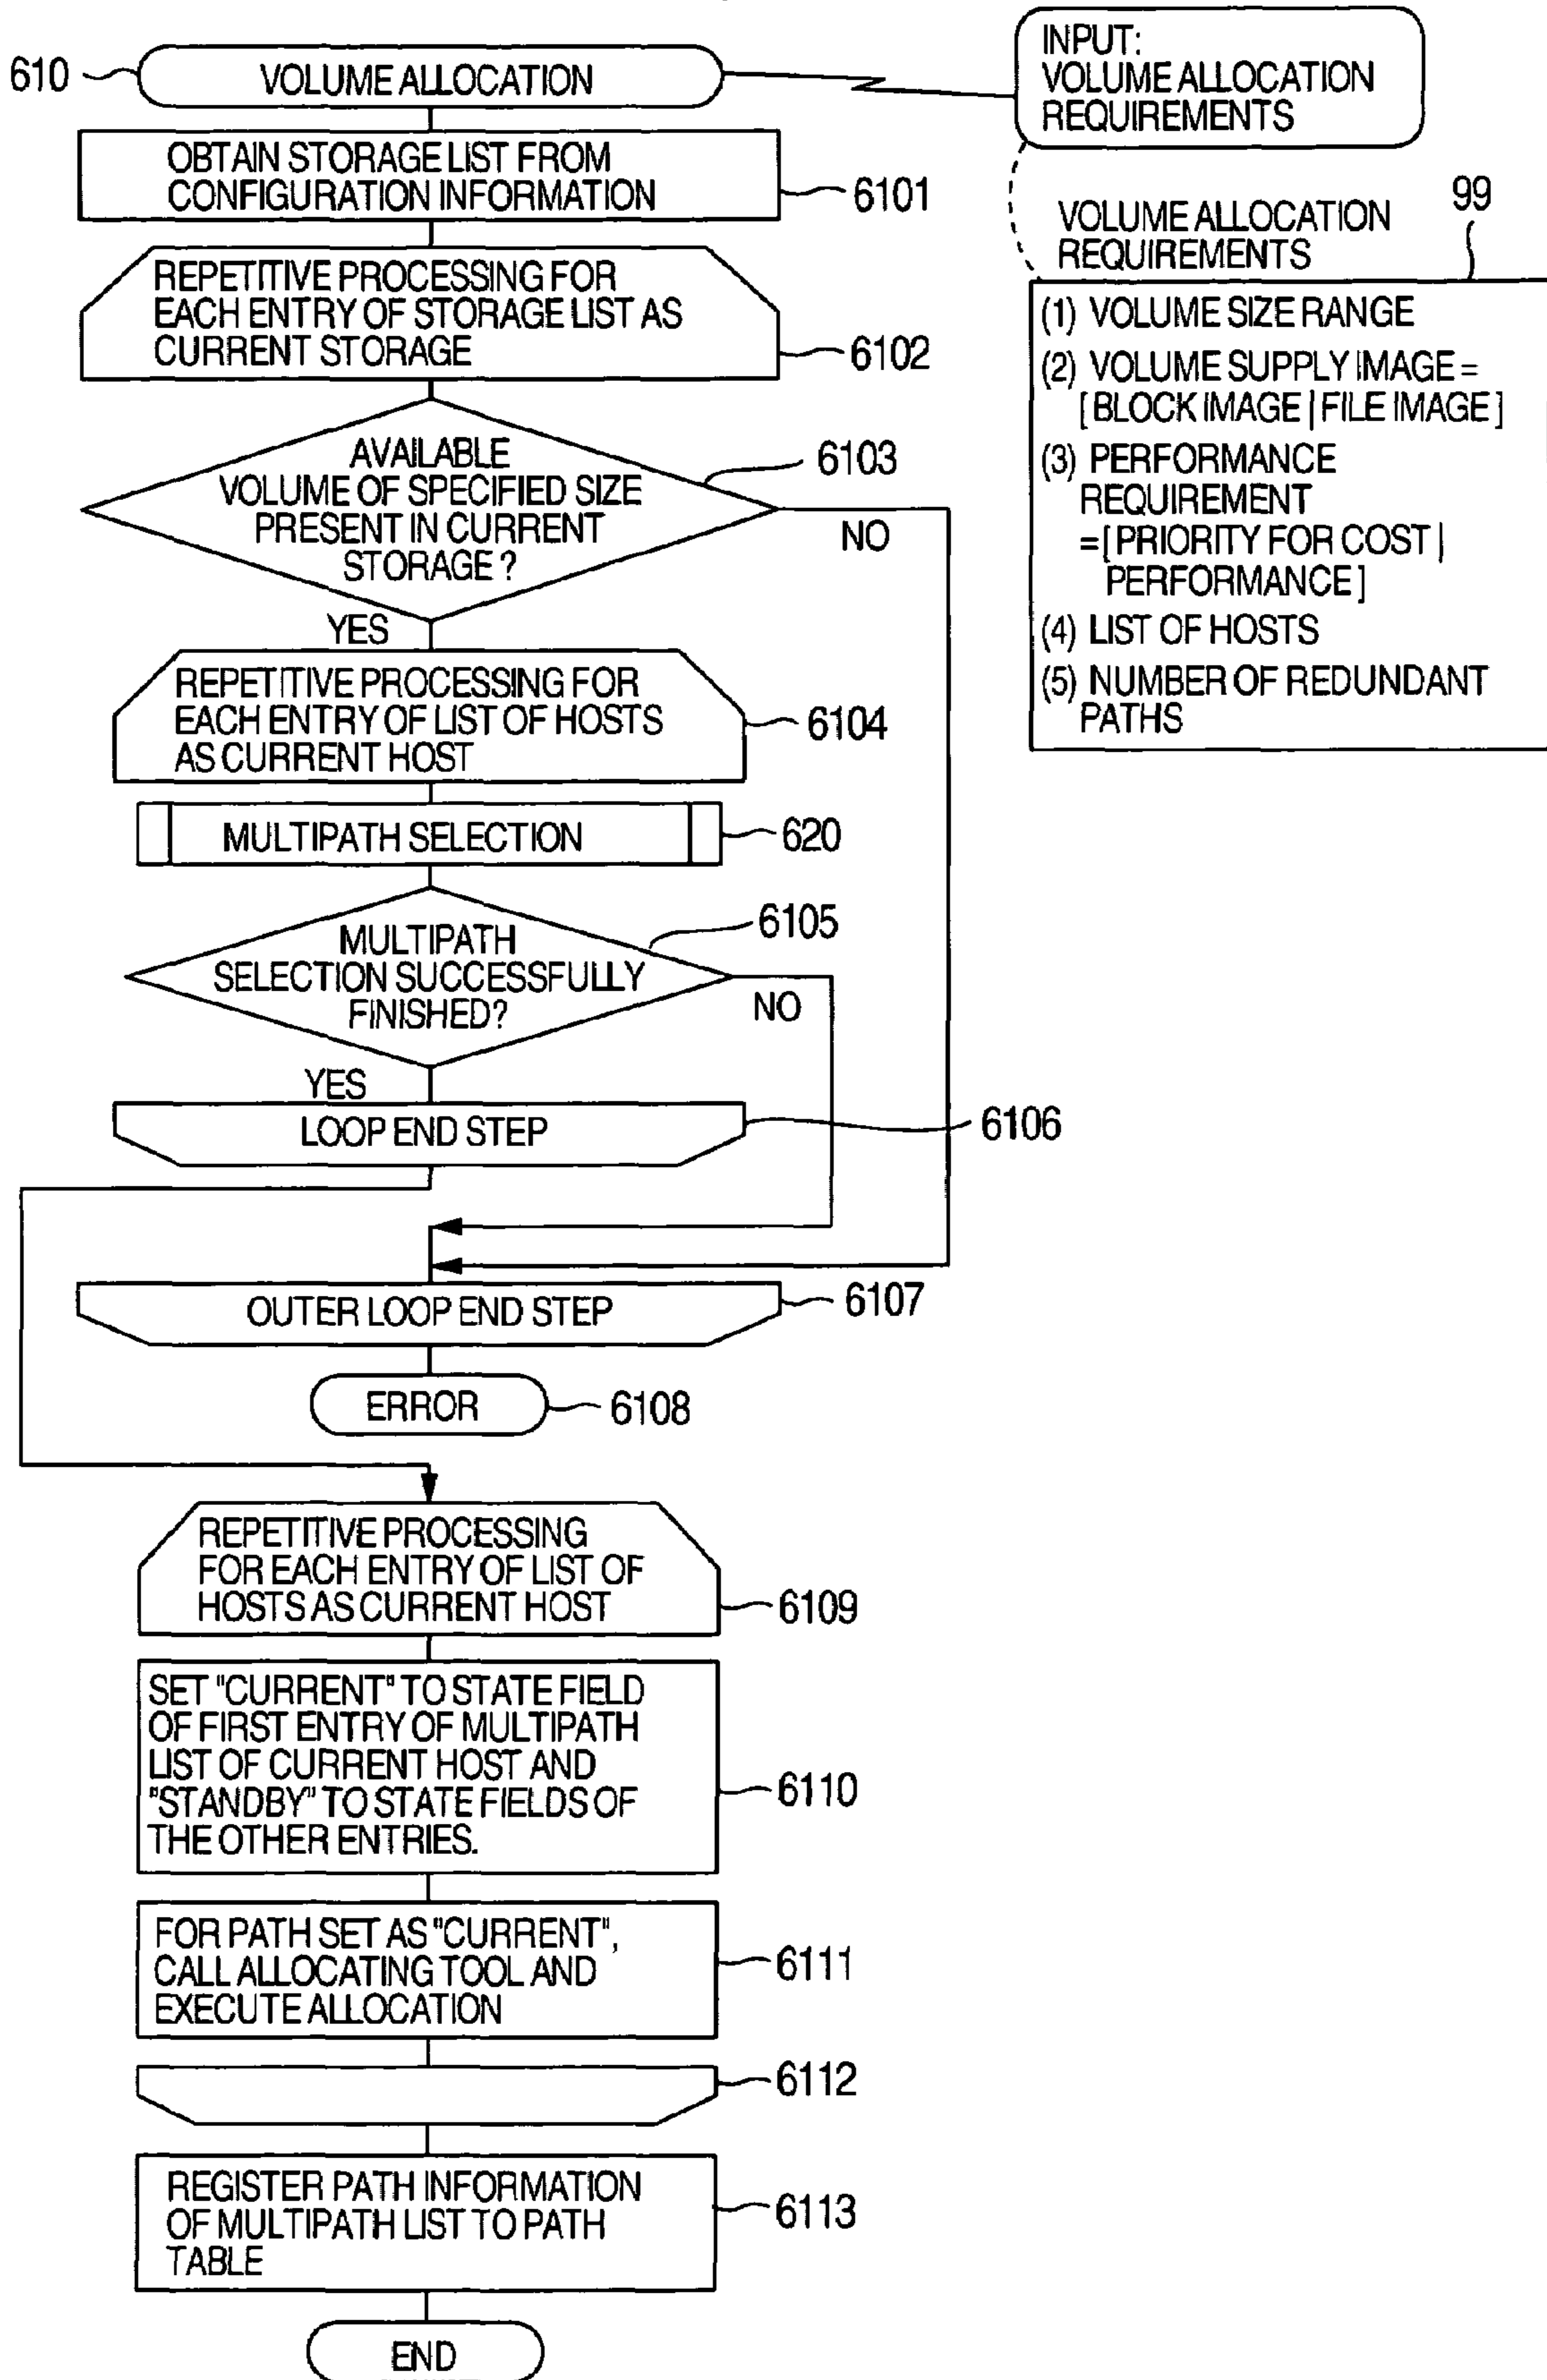 610
VOLUME ALLOCATION
INPUT:
VOLUME ALLOCATION
REQUIREMENTS
OBTAIN STORAGE LIST FROM
CONFIGURATION INFORMATION
6101
VOLUME ALLOCATION
REQUIREMENTS
99
(1) VOLUME SIZE RANGE
(2) VOLUME SUPPLY IMAGE =
[BLOCK IMAGE | FILE IMAGE]
(3) PERFORMANCE
REQUIREMENT
=[PRIORITY FOR COST |
PERFORMANCE]
(4) LIST OF HOSTS
(5) NUMBER OF REDUNDANT
PATHS
REPETITIVE PROCESSING FOR
EACH ENTRY OF STORAGE LIST AS
CURRENT STORAGE
6102
AVAILABLE
VOLUME OF SPECIFIED SIZE
PRESENT IN CURRENT
STORAGE?
6103
NO
YES
REPETITIVE PROCESSING FOR
EACH ENTRY OF LIST OF HOSTS
AS CURRENT HOST
6104
MULTIPATH SELECTION
620
MULTIPATH
SELECTION SUCCESSFULLY
FINISHED?
6105
NO
YES
LOOP END STEP
6106
OUTER LOOP END STEP
6107
ERROR
6108
REPETITIVE PROCESSING
FOR EACH ENTRY OF LIST OF
HOSTS AS CURRENT HOST
6109
SET "CURRENT" TO STATE FIELD
OF FIRST ENTRY OF MULTIPATH
LIST OF CURRENT HOST AND
"STANDBY" TO STATE FIELDS OF
THE OTHER ENTRIES.
6110
FOR PATH SET AS "CURRENT",
CALL ALLOCATING TOOL AND
EXECUTE ALLOCATION
6111
6112
REGISTER PATH INFORMATION
OF MULTIPATH LIST TO PATH
TABLE
6113
END